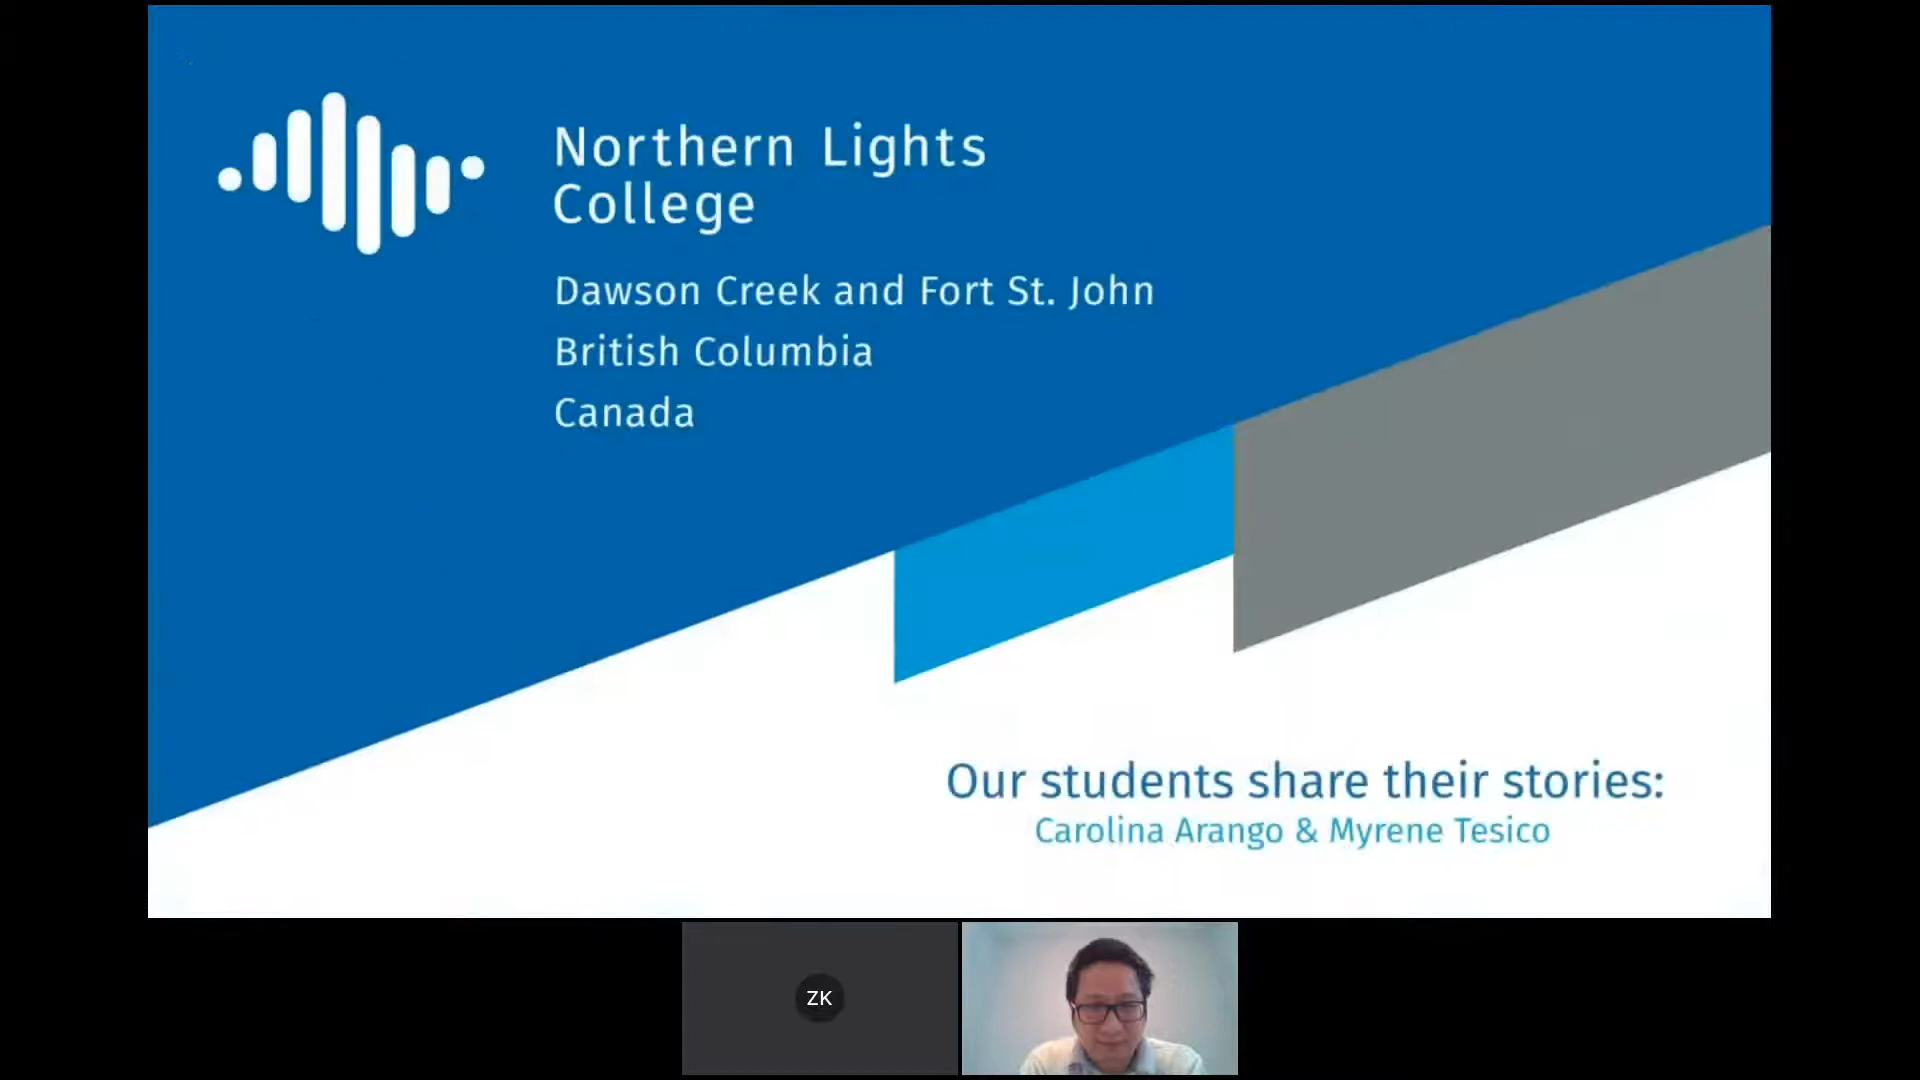 Northern Lights
College
Dawson Creek and Fort St. John
British Columbia
Canada
Our students share their stories:
Carolina Arango & Myrene Tesico
ZK